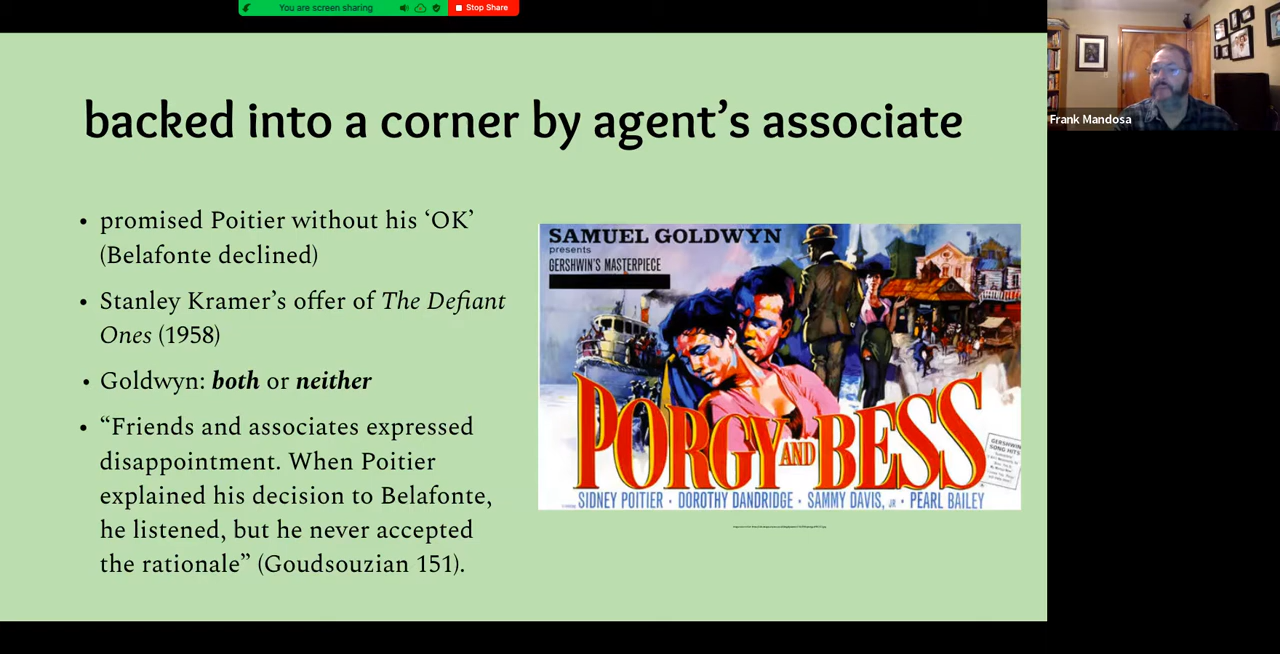 You are screen sharing
Stop Share
Frank Mandosa
backed into a corner by agent’s associate
• promised Poitier without his ‘OK’
(Belafonte declined)
• Stanley Kramer’s offer of The Defiant
Ones (1958)
• Goldwyn: both or neither
• “Friends and associates expressed
disappointment. When Poitier
explained his decision to Belafonte,
he listened, but he never accepted
the rationale” (Goudsouzian 151).
SAMUEL GOLDWYN
presents
GERSHWIN'S MASTERPIECE
PORGY AND BESS
GERSHWIN
SONG HITS
SIDNEY POITIER · DOROTHY DANDRIDGE · SAMMY DAVIS, JR · PEARL BAILEY